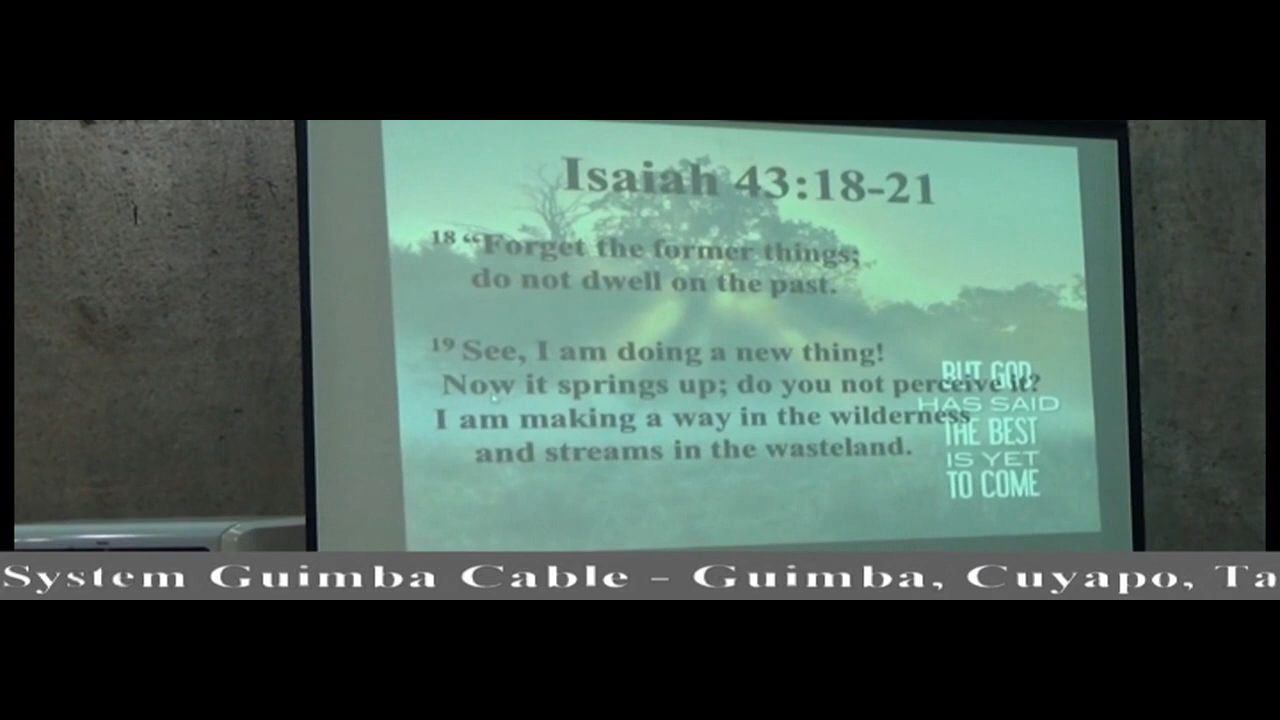 Isaiah 43:18-21
18 “Forget the former things;
do not dwell on the past.
19 See, I am doing a new thing!
Now it springs up; do you not perceive it?
I am making a way in the wilderness
and streams in the wasteland.
BUT GOD
HAS SAID
THE BEST
IS YET
TO COME
System Guimba Cable - Guimba, Cuyapo, Ta